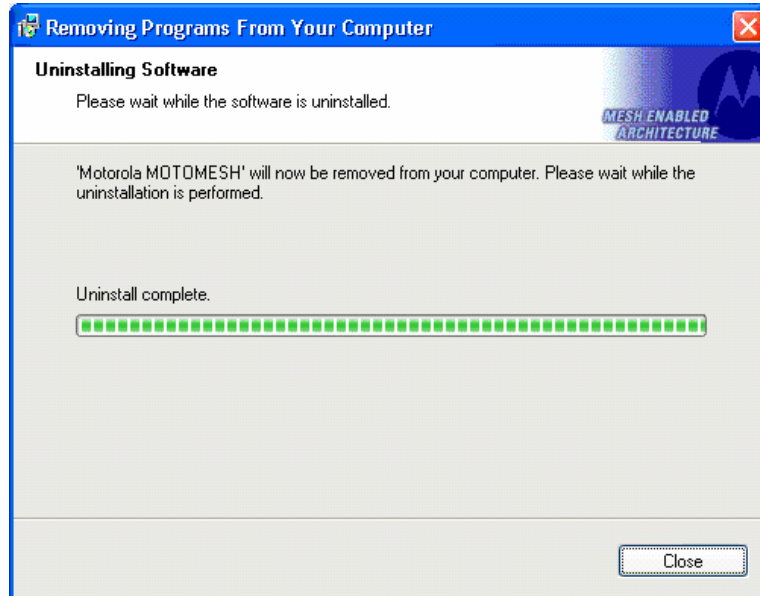 Removing Programs From Your Computer
Uninstalling Software
Please wait while the software is uninstalled.
MESH ENABLED
ARCHITECTURE
'Motorola MOTOMESH' will now be removed from your computer. Please wait while the
uninstallation is performed.
Uninstall complete.
Close